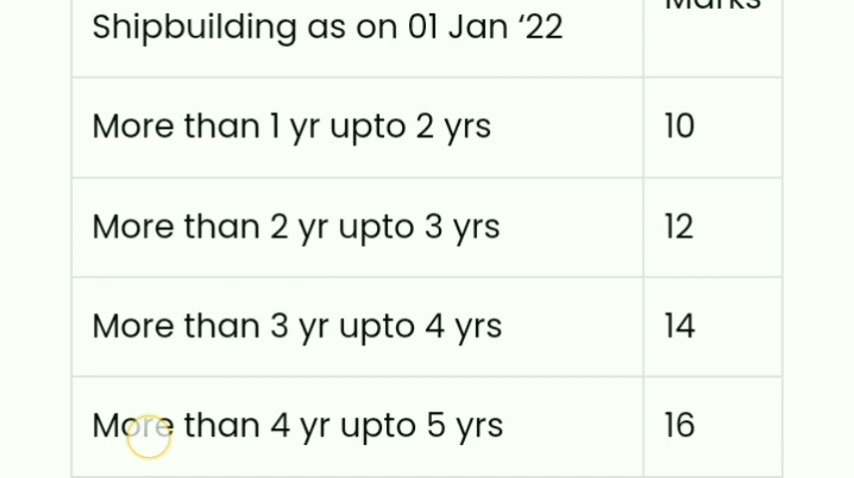 Marks
Shipbuilding as on 01 Jan ‘22
More than 1 yr upto 2 yrs
10
More than 2 yr upto 3 yrs
12
More than 3 yr upto 4 yrs
14
More than 4 yr upto 5 yrs
16